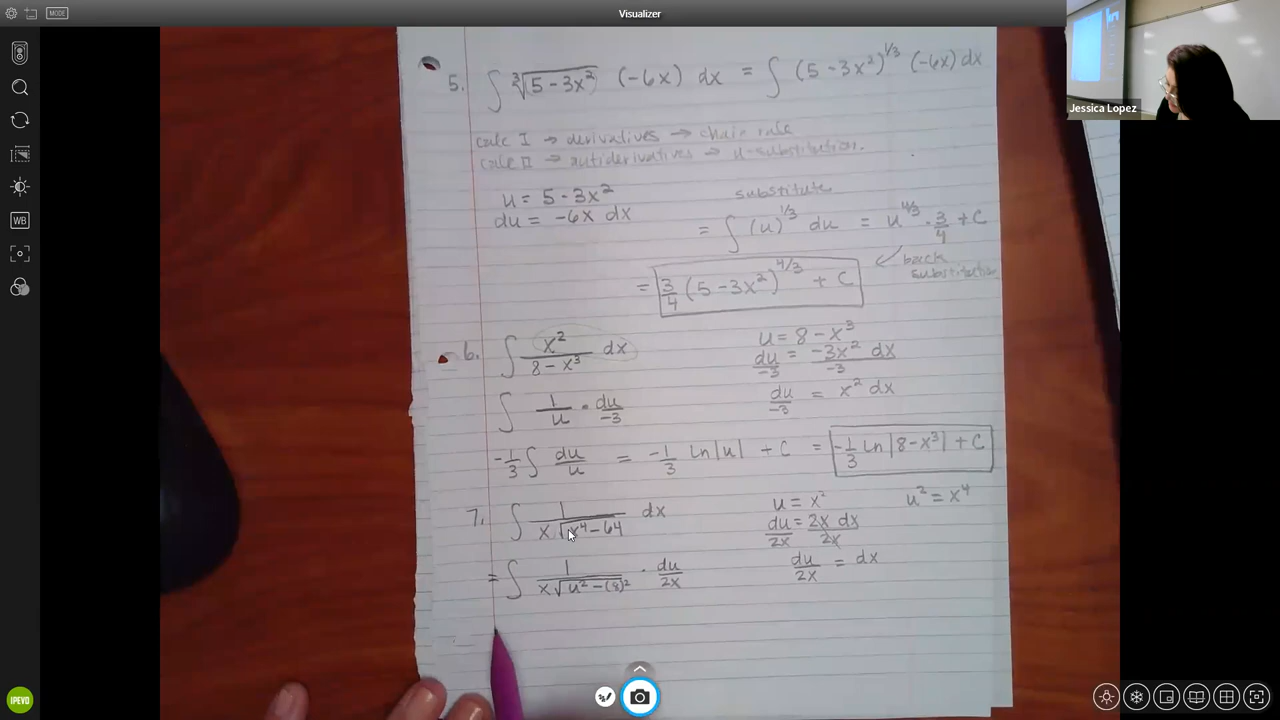 MODE
Visualizer
WB
IPEVO
Jessica Lopez
5. ∫ ∛(5 - 3x²) (-6x) dx = ∫ (5 - 3x²)^{1/3} (-6x) dx
calc I → derivatives → chain rule
calc II → antiderivatives → u-substitution.
u = 5 - 3x²
du = -6x dx
substitute
= ∫ (u)^{1/3} du = u^{4/3} · 3/4 + C
back
substitution
= 3/4 (5 - 3x²)^{4/3} + C
6. ∫ x²/(8 - x³) dx
u = 8 - x³
du/-3 = -3x² dx/-3
du/-3 = x² dx
∫ 1/u · du/-3
-1/3 ∫ du/u = -1/3 ln|u| + C = -1/3 ln|8 - x³| + C
7. ∫ 1/(x√(x⁴ - 64)) dx
u = x²
u² = x⁴
du/2x = 2x dx/2x
du/2x = dx
= ∫ 1/(x√(u² - (8)²)) · du/2x